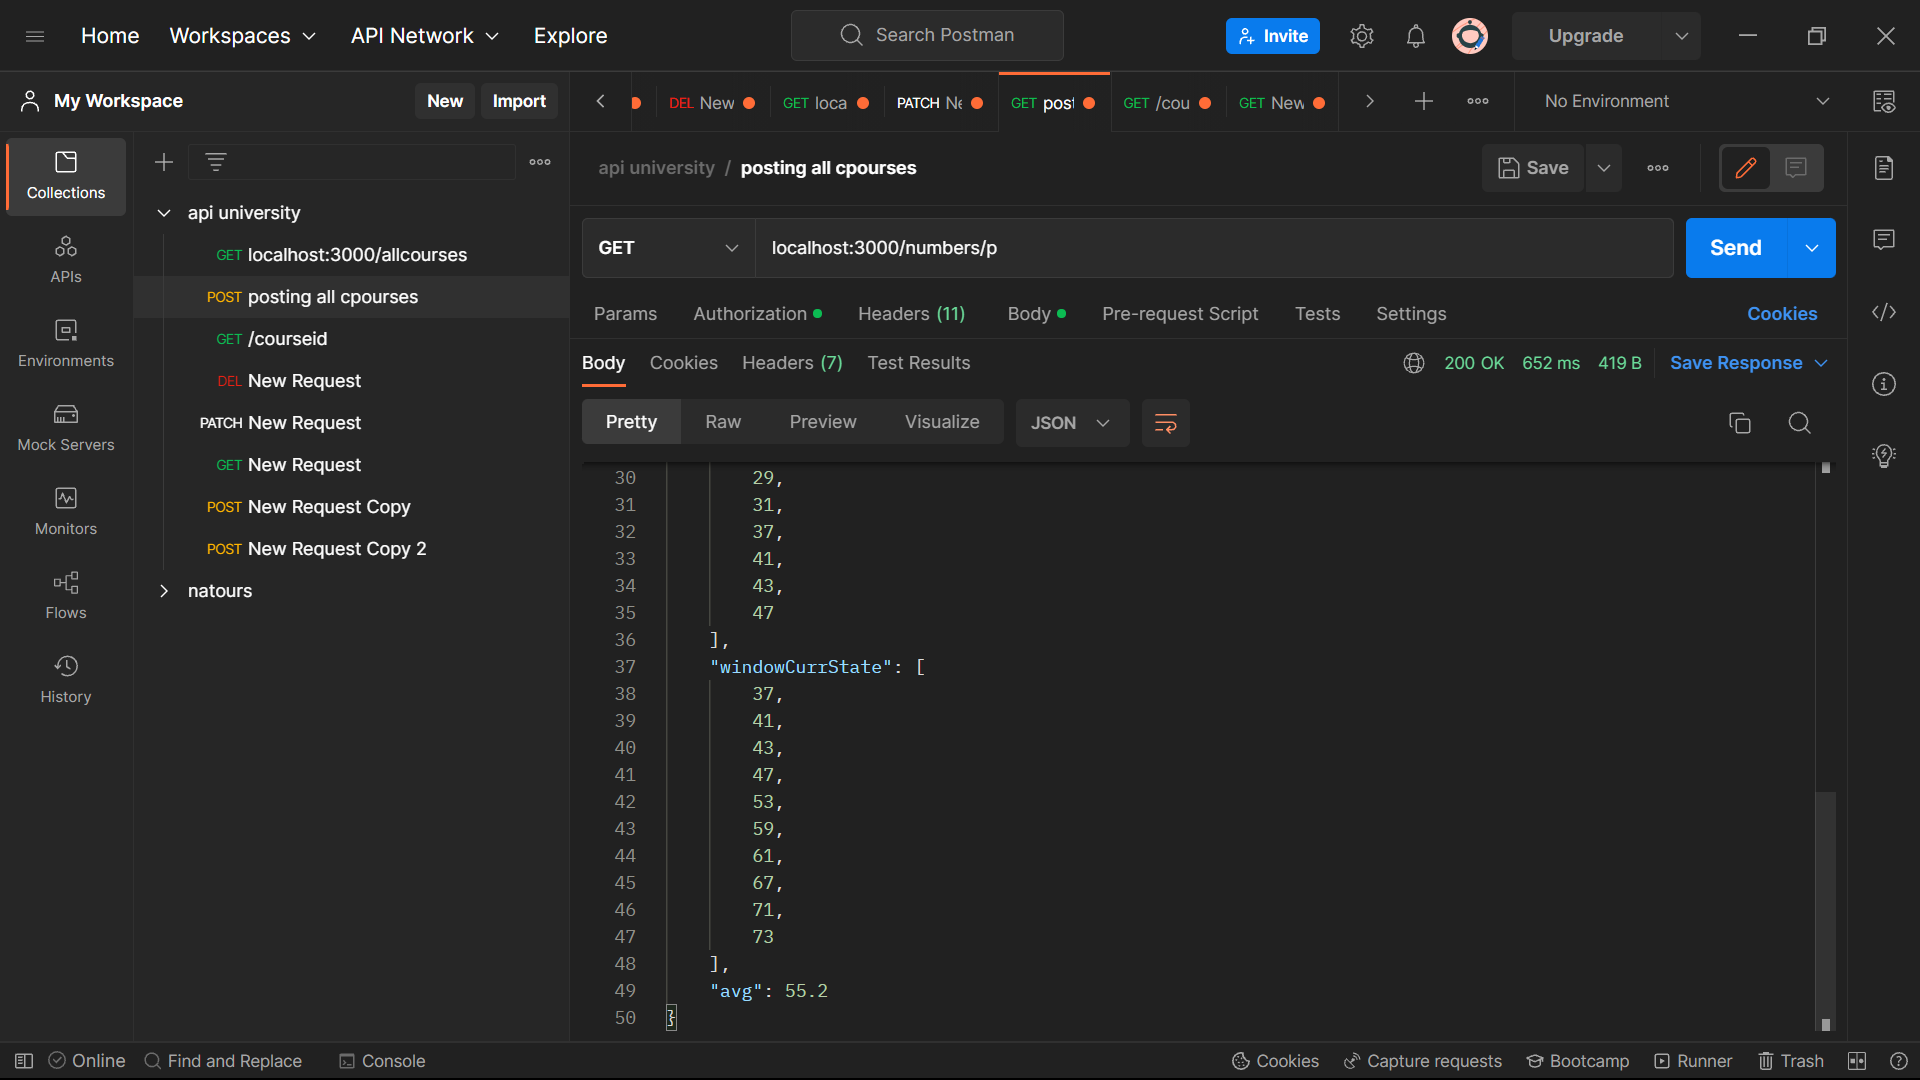 Home Workspaces API Network Explore Search Postman Invite Upgrade
My Workspace New Import DEL New GET loca PATCH Ne GET post GET /cou GET New No Environment
Collections
APIs
Environments
Mock Servers
Monitors
Flows
History
api university
GET localhost:3000/allcourses
POST posting all cpourses
GET /courseid
DEL New Request
PATCH New Request
GET New Request
POST New Request Copy
POST New Request Copy 2
natours
api university / posting all cpourses Save
GET localhost:3000/numbers/p Send
Params Authorization Headers (11) Body Pre-request Script Tests Settings Cookies
Body Cookies Headers (7) Test Results 200 OK 652 ms 419 B Save Response
Pretty Raw Preview Visualize JSON
30 29,
31 31,
32 37,
33 41,
34 43,
35 47
36 ],
37 "windowCurrState": [
38 37,
39 41,
40 43,
41 47,
42 53,
43 59,
44 61,
45 67,
46 71,
47 73
48 ],
49 "avg": 55.2
50 }
Online Find and Replace Console Cookies Capture requests Bootcamp Runner Trash